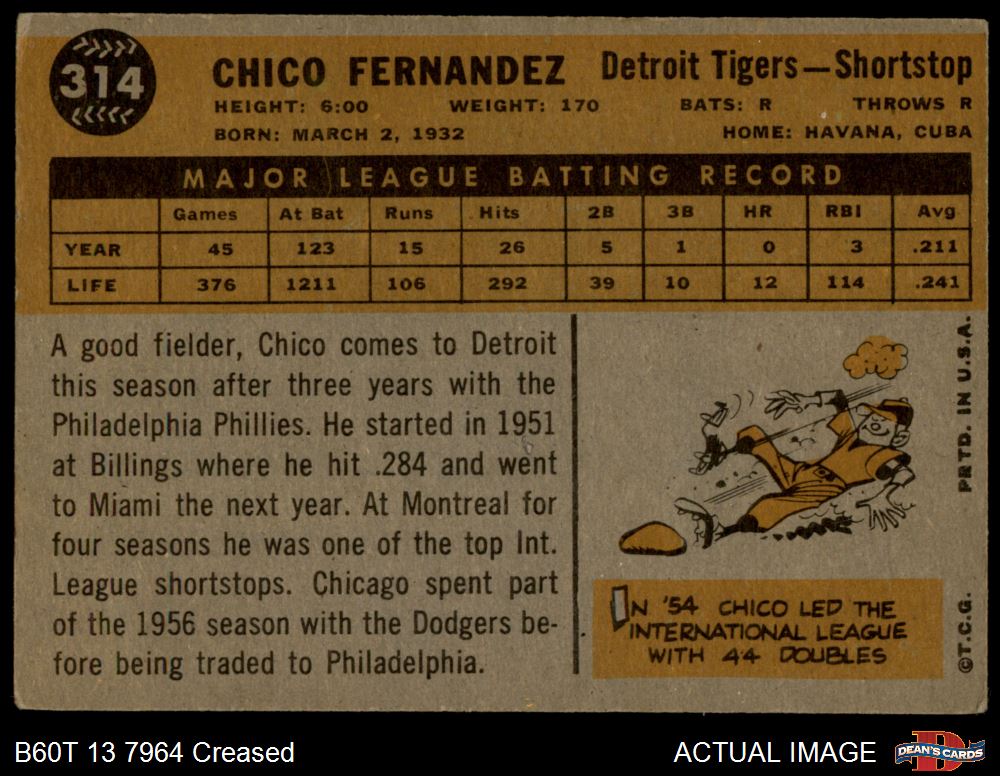 314
CHICO FERNANDEZ Detroit Tigers—Shortstop
HEIGHT: 6:00 WEIGHT: 170 BATS: R THROWS R
BORN: MARCH 2, 1932 HOME: HAVANA, CUBA
MAJOR LEAGUE BATTING RECORD
Games At Bat Runs Hits 2B 3B HR RBI Avg
YEAR 45 123 15 26 5 1 0 3 .211
LIFE 376 1211 106 292 39 10 12 114 .241
A good fielder, Chico comes to Detroit
this season after three years with the
Philadelphia Phillies. He started in 1951
at Billings where he hit .284 and went
to Miami the next year. At Montreal for
four seasons he was one of the top Int.
League shortstops. Chicago spent part
of the 1956 season with the Dodgers be-
fore being traded to Philadelphia.
IN '54 CHICO LED THE
INTERNATIONAL LEAGUE
WITH 44 DOUBLES
©T.C.G. PRTD. IN U.S.A.
B60T 13 7964 Creased
ACTUAL IMAGE
DEAN'S CARDS